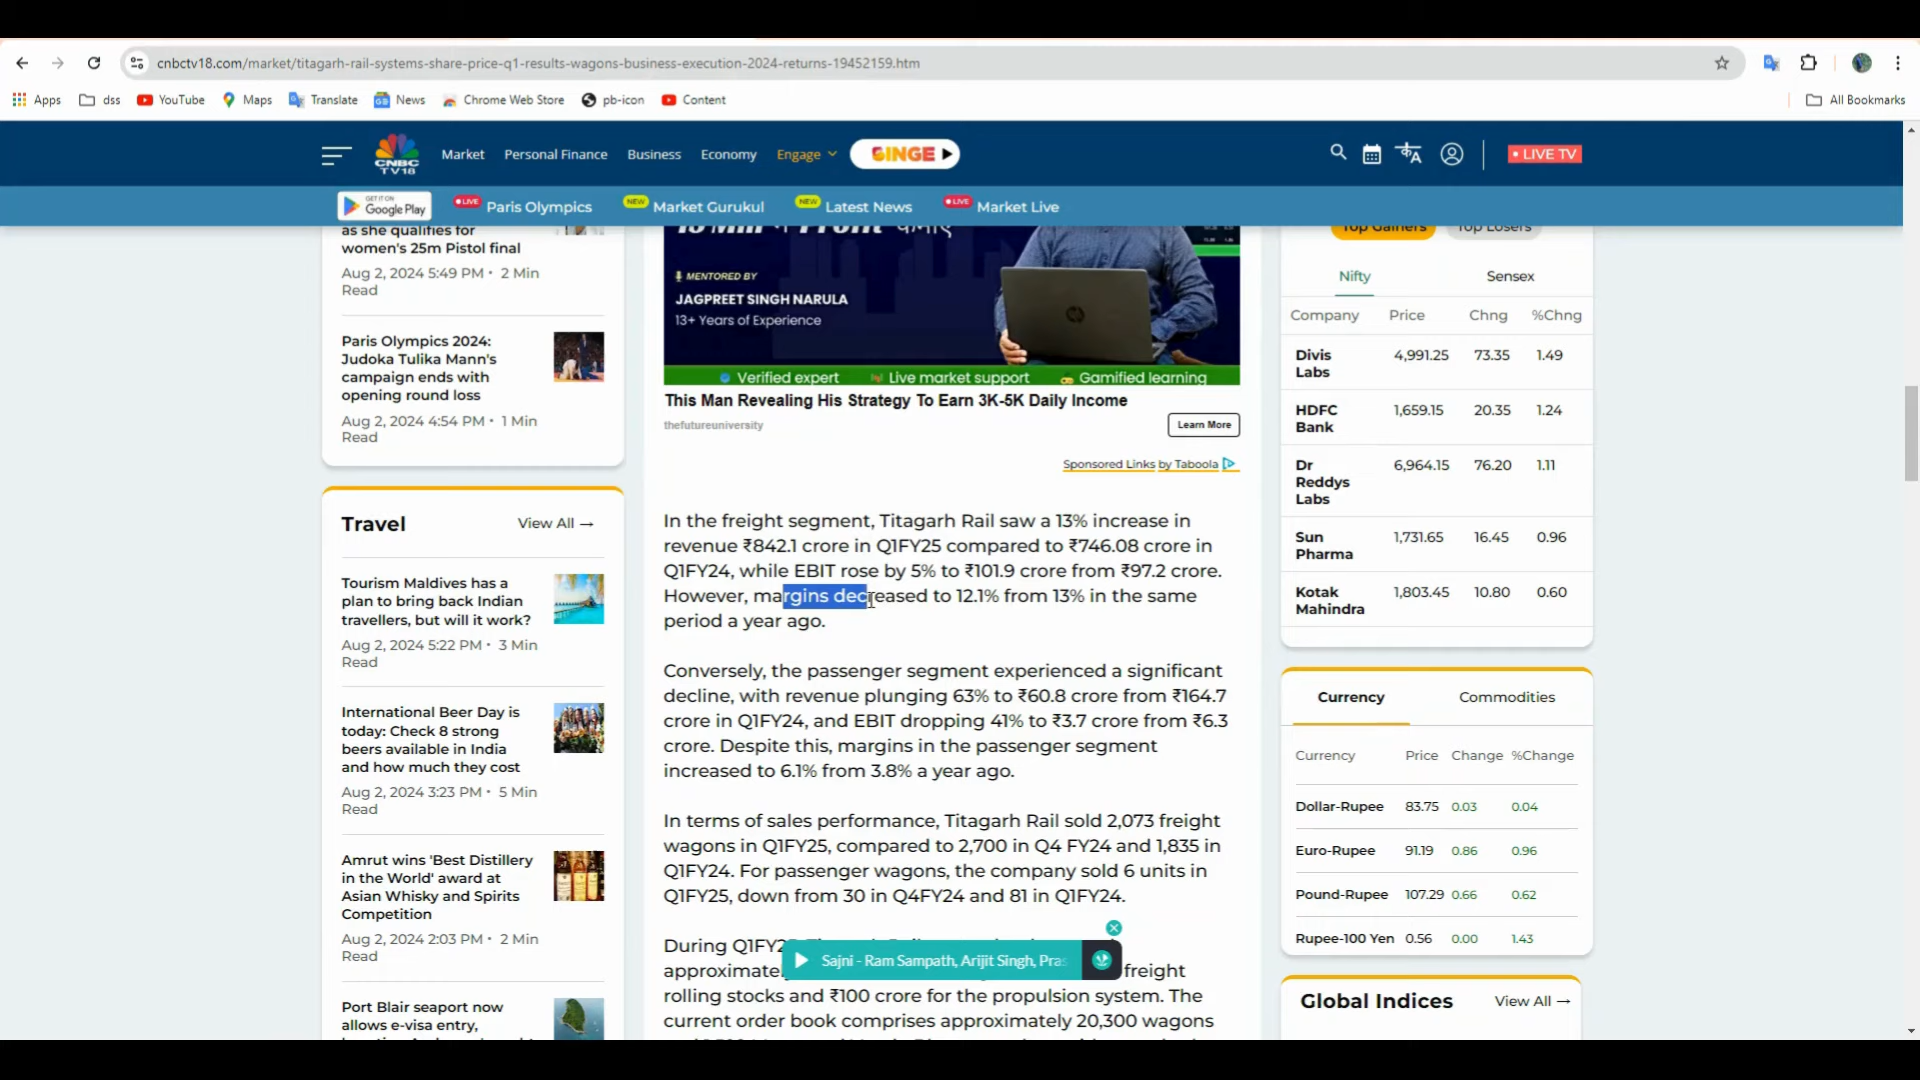 cnbctv18.com/market/titagarh-rail-systems-share-price-q1-results-wagons-business-execution-2024-returns-19452159.htm
Apps dss YouTube Maps Translate News Chrome Web Store pb-icon Content All Bookmarks
CNBC
TV18
Market Personal Finance Business Economy Engage BINGE LIVE TV
GET IT ON
Google Play
LIVE Paris Olympics NEW Market Gurukul NEW Latest News LIVE Market Live
as she qualifies for
women's 25m Pistol final
Aug 2, 2024 5:49 PM • 2 Min
Read
Paris Olympics 2024:
Judoka Tulika Mann's
campaign ends with
opening round loss
Aug 2, 2024 4:54 PM • 1 Min
Read
Travel View All →
Tourism Maldives has a
plan to bring back Indian
travellers, but will it work?
Aug 2, 2024 5:22 PM • 3 Min
Read
International Beer Day is
today: Check 8 strong
beers available in India
and how much they cost
Aug 2, 2024 3:23 PM • 5 Min
Read
Amrut wins 'Best Distillery
in the World' award at
Asian Whisky and Spirits
Competition
Aug 2, 2024 2:03 PM • 2 Min
Read
Port Blair seaport now
allows e-visa entry,
MENTORED BY
JAGPREET SINGH NARULA
13+ Years of Experience
Verified expert Live market support Gamified learning
This Man Revealing His Strategy To Earn 3K-5K Daily Income
thefutureuniversity
Learn More
Sponsored Links by Taboola
In the freight segment, Titagarh Rail saw a 13% increase in
revenue ₹842.1 crore in Q1FY25 compared to ₹746.08 crore in
Q1FY24, while EBIT rose by 5% to ₹101.9 crore from ₹97.2 crore.
However, margins decreased to 12.1% from 13% in the same
period a year ago.
Conversely, the passenger segment experienced a significant
decline, with revenue plunging 63% to ₹60.8 crore from ₹164.7
crore in Q1FY24, and EBIT dropping 41% to ₹3.7 crore from ₹6.3
crore. Despite this, margins in the passenger segment
increased to 6.1% from 3.8% a year ago.
In terms of sales performance, Titagarh Rail sold 2,073 freight
wagons in Q1FY25, compared to 2,700 in Q4 FY24 and 1,835 in
Q1FY24. For passenger wagons, the company sold 6 units in
Q1FY25, down from 30 in Q4FY24 and 81 in Q1FY24.
During
Sajni - Ram Sampath, Arijit Singh, Pras
freight
rolling stocks and ₹100 crore for the propulsion system. The
current order book comprises approximately 20,300 wagons
Top Gainers Top Losers
Nifty Sensex
Company Price Chng %Chng
Divis
Labs 4,991.25 73.35 1.49
HDFC
Bank 1,659.15 20.35 1.24
Dr
Reddys
Labs 6,964.15 76.20 1.11
Sun
Pharma 1,731.65 16.45 0.96
Kotak
Mahindra 1,803.45 10.80 0.60
Currency Commodities
Currency Price Change %Change
Dollar-Rupee 83.75 0.03 0.04
Euro-Rupee 91.19 0.86 0.96
Pound-Rupee 107.29 0.66 0.62
Rupee-100 Yen 0.56 0.00 1.43
Global Indices View All →